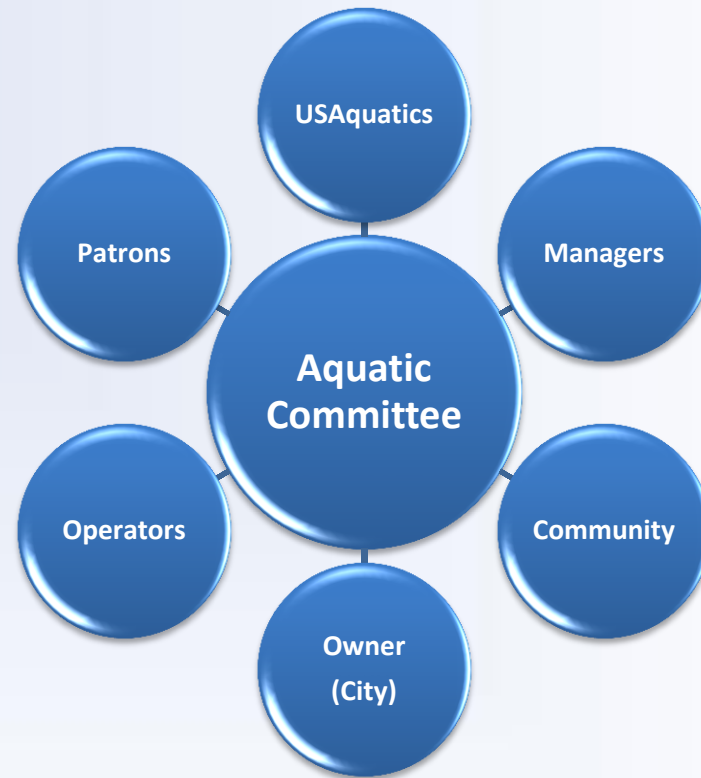 USAquatics
Patrons
Managers
Aquatic
Committee
Operators
Community
Owner
(City)